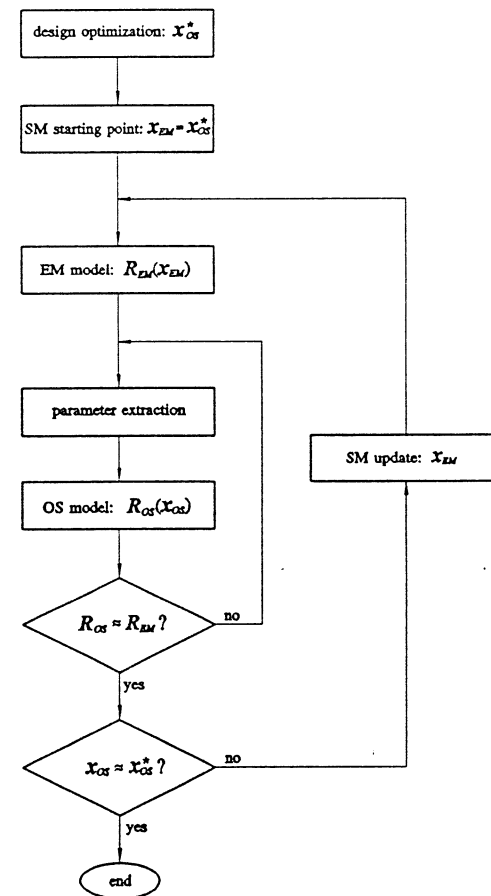 design optimization: x*OS
SM starting point: xEM = x*OS
EM model: REM(xEM)
parameter extraction
SM update: xEM
OS model: ROS(xOS)
ROS ≈ REM?
no
yes
xOS ≈ x*OS?
no
yes
end